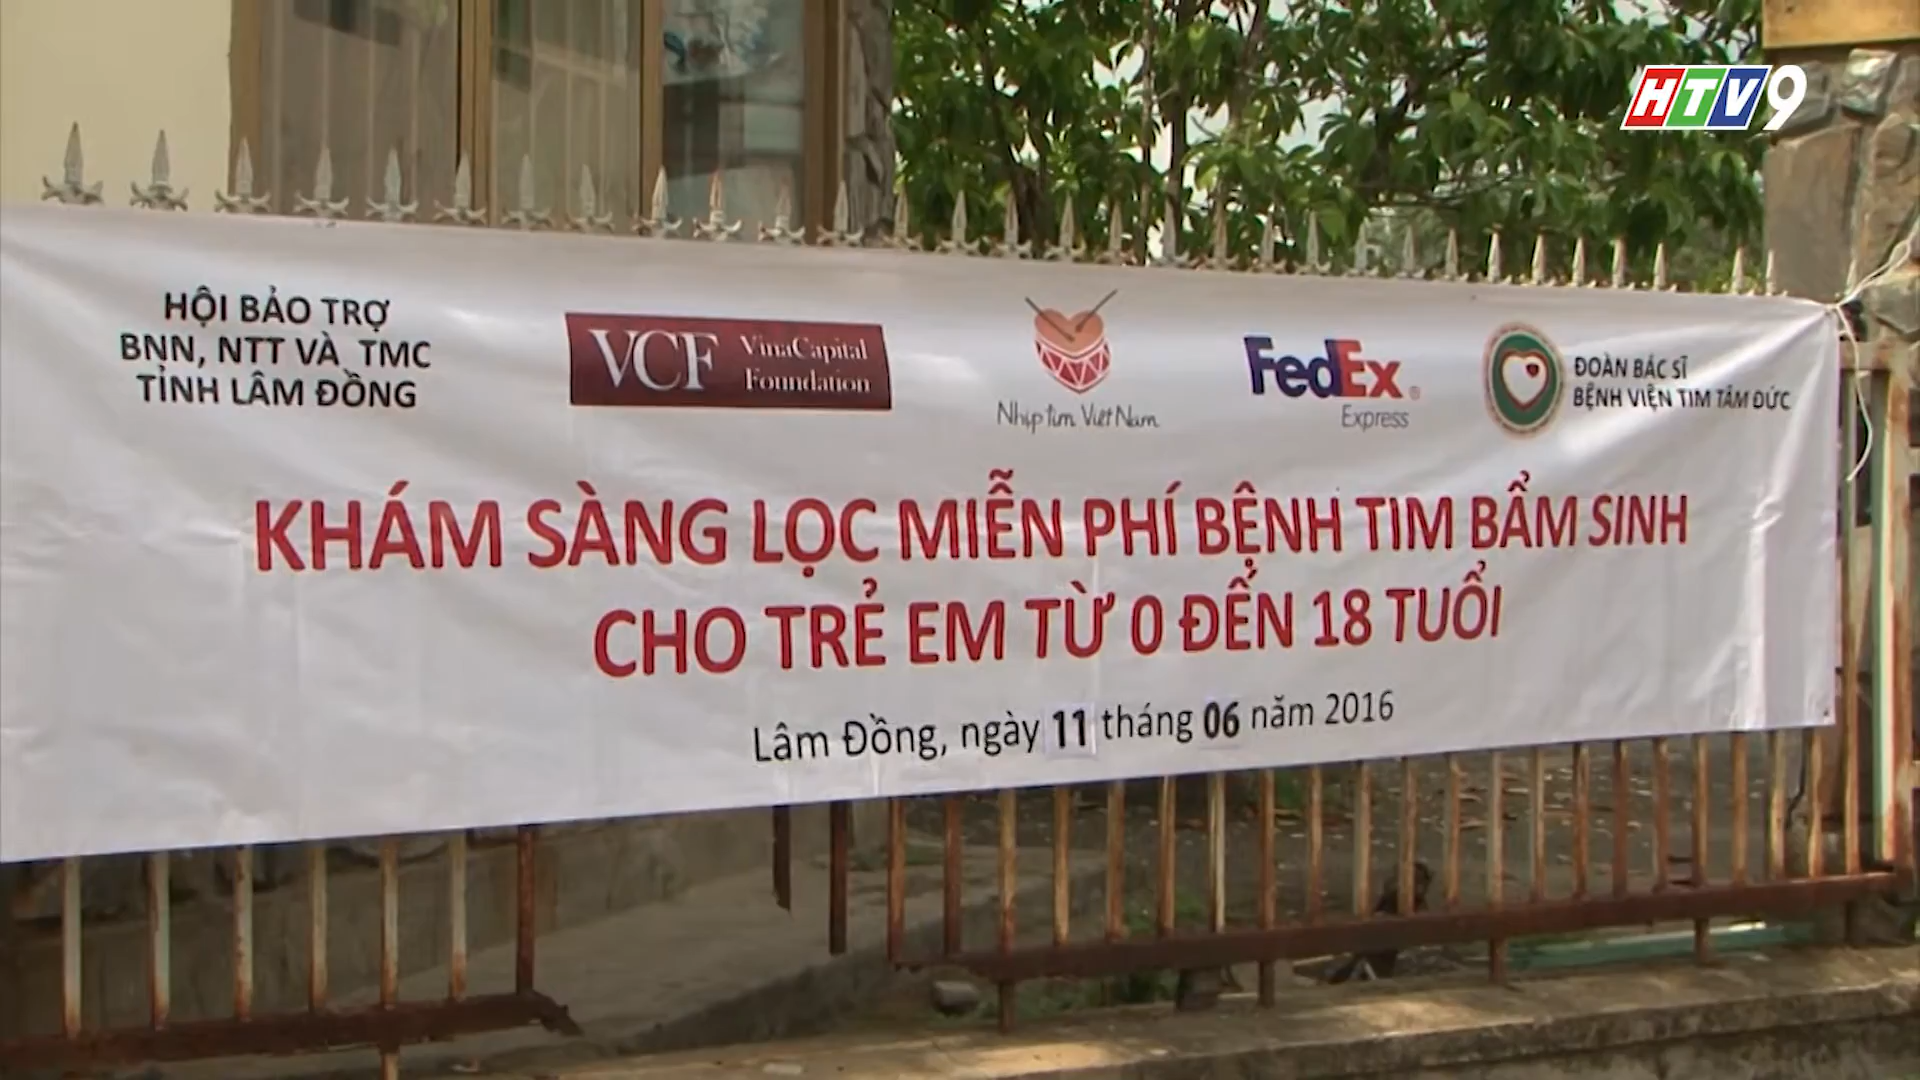 HTV9
HỘI BẢO TRỢ
BNN, NTT VÀ TMC
TỈNH LÂM ĐỒNG
VCF VinaCapital
Foundation
Nhịp tim Việt Nam
FedEx®
Express
ĐOÀN BÁC SĨ
BỆNH VIỆN TIM TÂM ĐỨC
KHÁM SÀNG LỌC MIỄN PHÍ BỆNH TIM BẨM SINH
CHO TRẺ EM TỪ 0 ĐẾN 18 TUỔI
Lâm Đồng, ngày 11 tháng 06 năm 2016